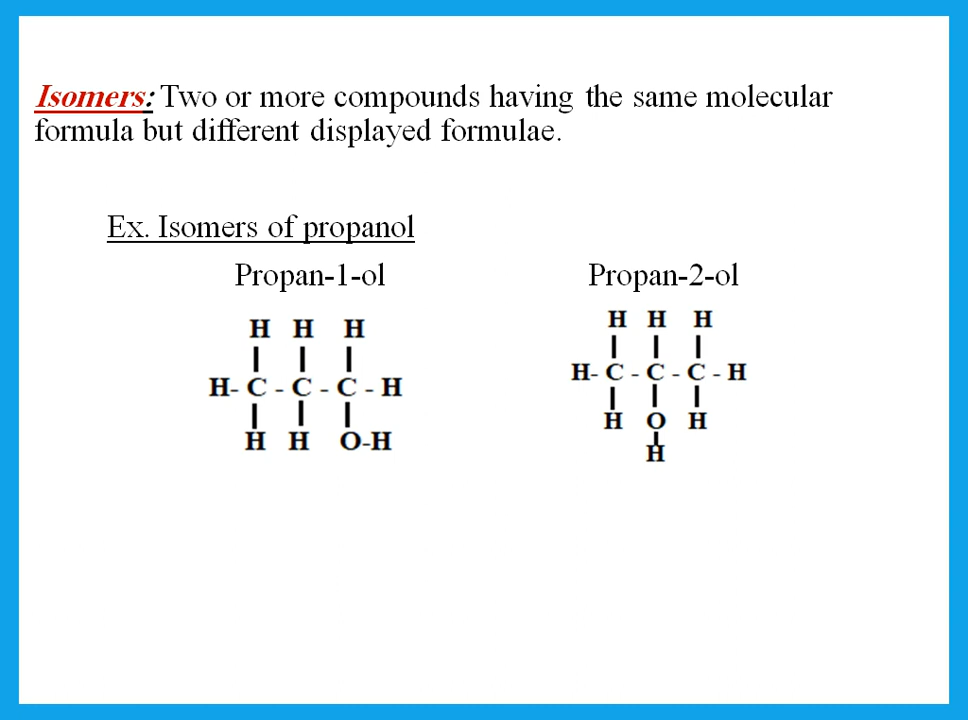 Isomers: Two or more compounds having the same molecular
formula but different displayed formulae.
Ex. Isomers of propanol
Propan-1-ol
H H H
| | |
H- C - C - C - H
| | |
H H O-H
Propan-2-ol
H H H
| | |
H- C - C - C - H
| | |
H O H
|
H